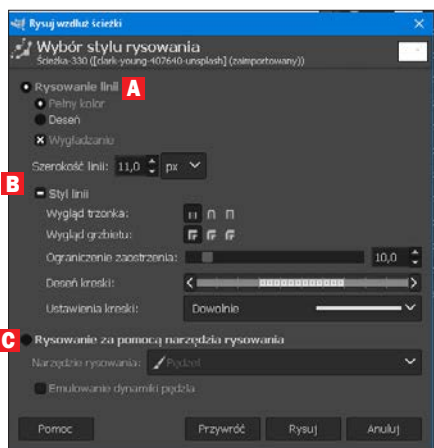 Rysuj wzdłuż ścieżki
Wybór stylu rysowania
Ścieżka-330 ([clark-young-407640-unsplash] (zaimportowany))
Rysowanie linii A
Pełny kolor
Deseń
Wygładzanie
Szerokość linii: 11,0 px
B
Styl linii
Wygląd trzonka:
Wygląd grzbietu:
Ograniczenie zaostrzenia: 10,0
Deseń kreski:
Ustawienia kreski: Dowolnie
C Rysowanie za pomocą narzędzia rysowania
Narzędzie rysowania: Pędzel
Emulowanie dynamiki pędzla
Pomoc Przywróć Rysuj Anuluj